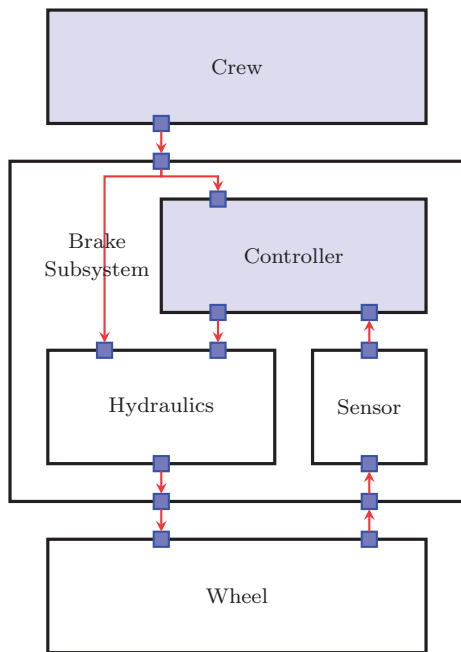 Crew
Brake
Subsystem
Controller
Hydraulics
Sensor
Wheel